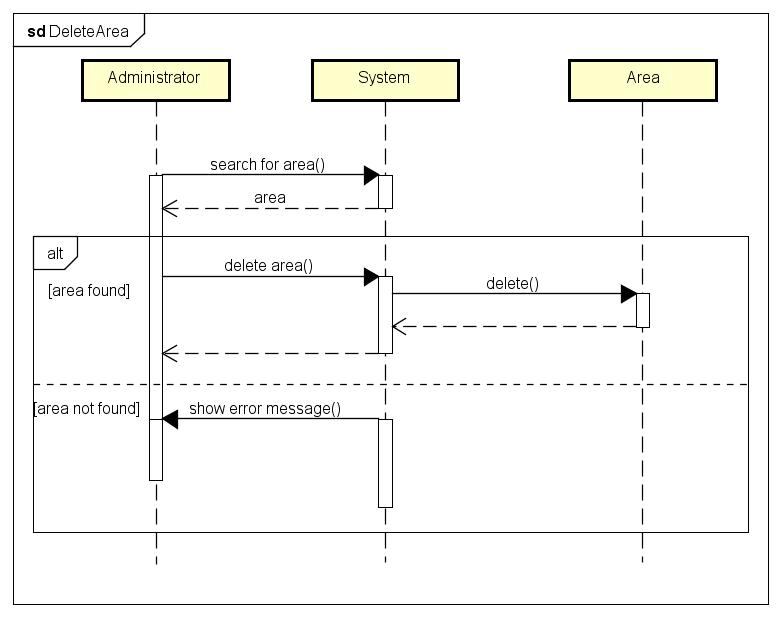 sd DeleteArea
Administrator
System
Area
search for area()
area
alt
delete area()
[area found]
delete()
[area not found]
show error message()